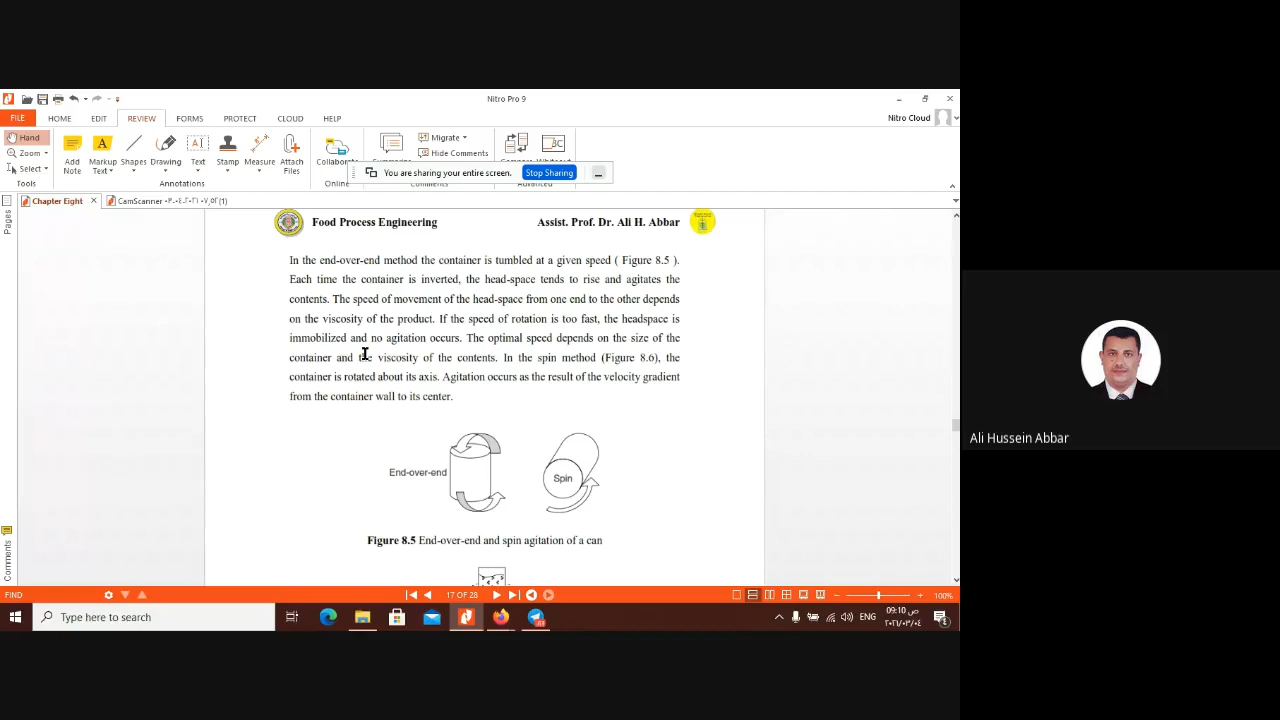 Nitro Pro 9
FILE HOME EDIT REVIEW FORMS PROTECT CLOUD HELP
Nitro Cloud
Hand
Zoom
Select
Tools
Add Note
Markup Text
Shapes
Drawing
Text
Stamp
Measure
Attach Files
Annotations
Collaborate
Online
Migrate
Hide Comments
You are sharing your entire screen. Stop Sharing
Chapter Eight
Pages
Food Process Engineering Assist. Prof. Dr. Ali H. Abbar
In the end-over-end method the container is tumbled at a given speed ( Figure 8.5 ).
Each time the container is inverted, the head-space tends to rise and agitates the
contents. The speed of movement of the head-space from one end to the other depends
on the viscosity of the product. If the speed of rotation is too fast, the headspace is
immobilized and no agitation occurs. The optimal speed depends on the size of the
container and the viscosity of the contents. In the spin method (Figure 8.6), the
container is rotated about its axis. Agitation occurs as the result of the velocity gradient
from the container wall to its center.
End-over-end
Spin
Figure 8.5 End-over-end and spin agitation of a can
Ali Hussein Abbar
Comments
FIND
17 OF 28
100%
Type here to search
ENG
09:10 ص
٢٠٢١/٠٣/٠٤